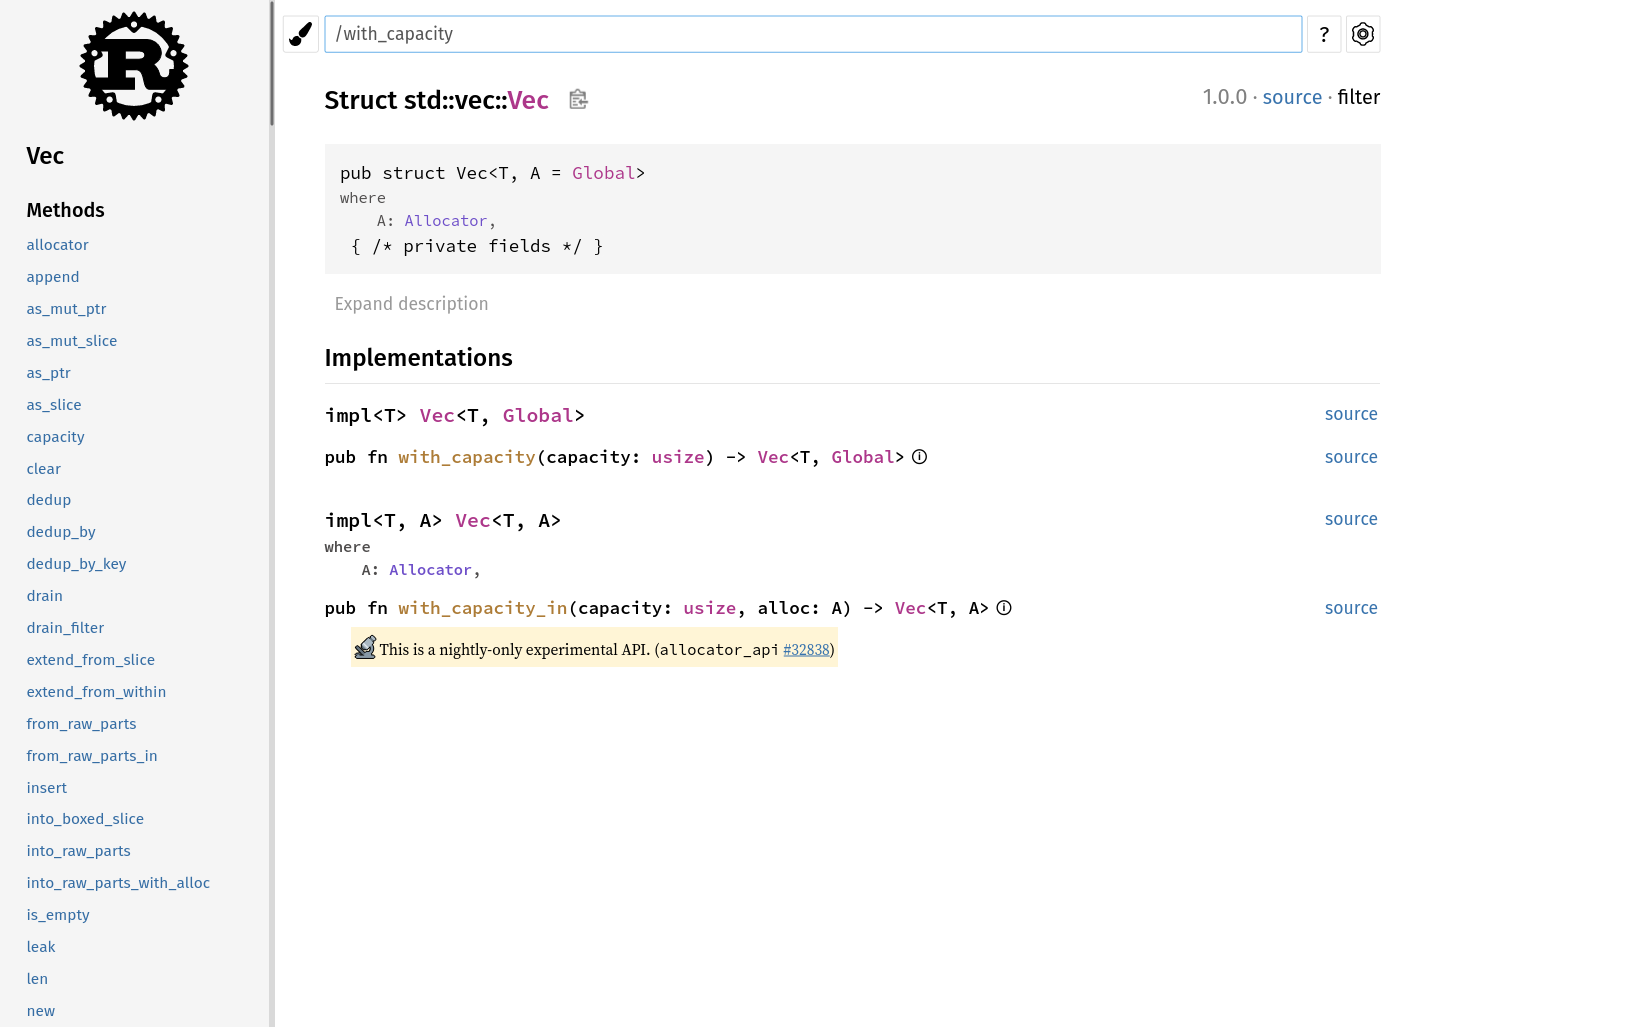 R
Vec
Methods
allocator
append
as_mut_ptr
as_mut_slice
as_ptr
as_slice
capacity
clear
dedup
dedup_by
dedup_by_key
drain
drain_filter
extend_from_slice
extend_from_within
from_raw_parts
from_raw_parts_in
insert
into_boxed_slice
into_raw_parts
into_raw_parts_with_alloc
is_empty
leak
len
new
/with_capacity
?
Struct std::vec::Vec
1.0.0 · source · filter
pub struct Vec<T, A = Global>
where
    A: Allocator,
 { /* private fields */ }
Expand description
Implementations
impl<T> Vec<T, Global> source
pub fn with_capacity(capacity: usize) -> Vec<T, Global> ⓘ source
impl<T, A> Vec<T, A> source
where
    A: Allocator,
pub fn with_capacity_in(capacity: usize, alloc: A) -> Vec<T, A> ⓘ source
This is a nightly-only experimental API. (allocator_api #32838)